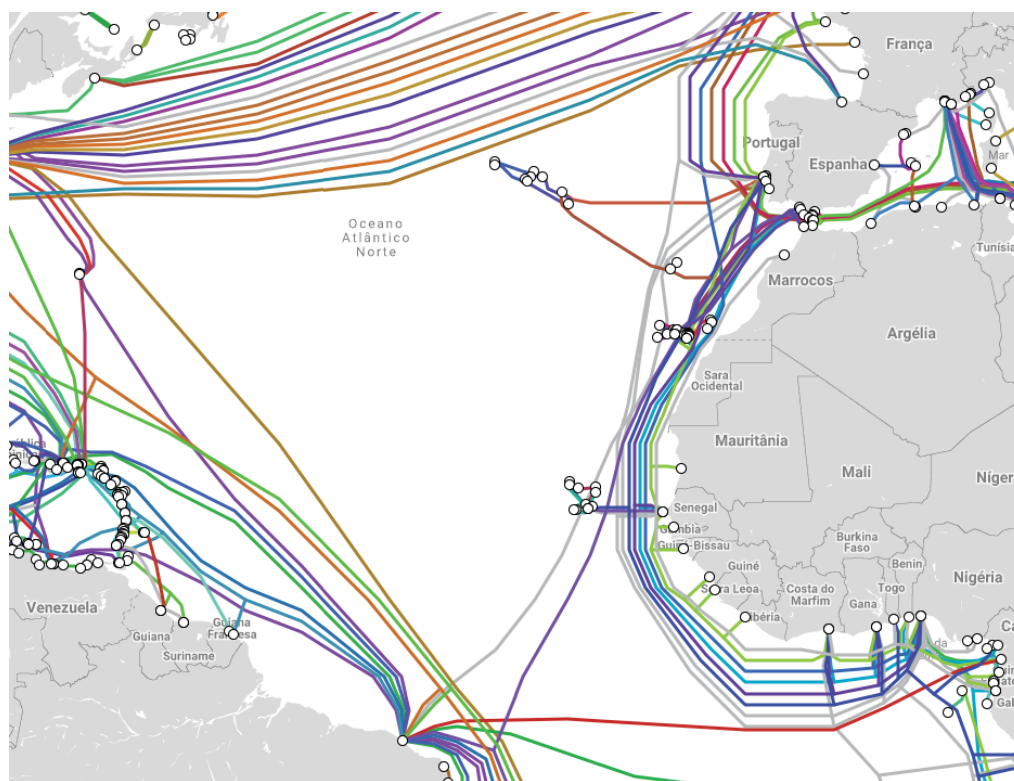 França
Portugal
Espanha
Mar
Oceano
Atlântico
Norte
Tunísia
Marrocos
Argélia
Sara
Ocidental
Mauritânia
Mali
Níger
Senegal
Gâmbia
Guiné-Bissau
Burkina
Faso
Benin
Guiné
Serra Leoa
Costa do
Marfim
Gana
Togo
Nigéria
Libéria
Venezuela
Guiana
Guiana
Francesa
Suriname